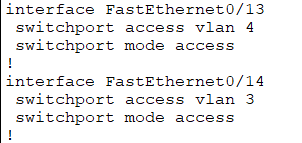 interface FastEthernet0/13
 switchport access vlan 4
 switchport mode access
!
interface FastEthernet0/14
 switchport access vlan 3
 switchport mode access
!